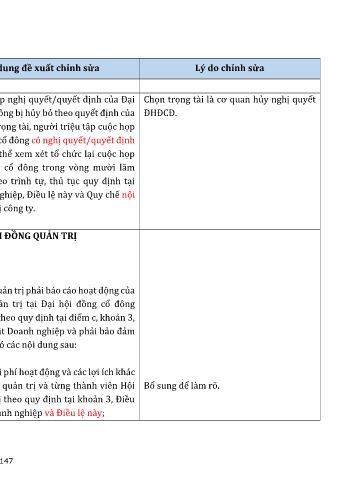 dung đề xuất chỉnh sửa
Lý do chỉnh sửa
p nghị quyết/quyết định của Đại
ông bị hủy bỏ theo quyết định của
ọng tài, người triệu tập cuộc họp
cổ đông có nghị quyết/quyết định
thể xem xét tổ chức lại cuộc họp
cổ đông trong vòng mười lăm
eo trình tự, thủ tục quy định tại
ghiệp, Điều lệ này và Quy chế nội
ị công ty.
Chọn trọng tài là cơ quan hủy nghị quyết
ĐHĐCĐ.
I ĐỒNG QUẢN TRỊ
uản trị phải báo cáo hoạt động của
ản trị tại Đại hội đồng cổ đông
theo quy định tại điểm c, khoản 3,
ật Doanh nghiệp và phải bảo đảm
ó các nội dung sau:
i phí hoạt động và các lợi ích khác
quản trị và từng thành viên Hội
ị theo quy định tại khoản 3, Điều
anh nghiệp và Điều lệ này;
Bổ sung để làm rõ.
147